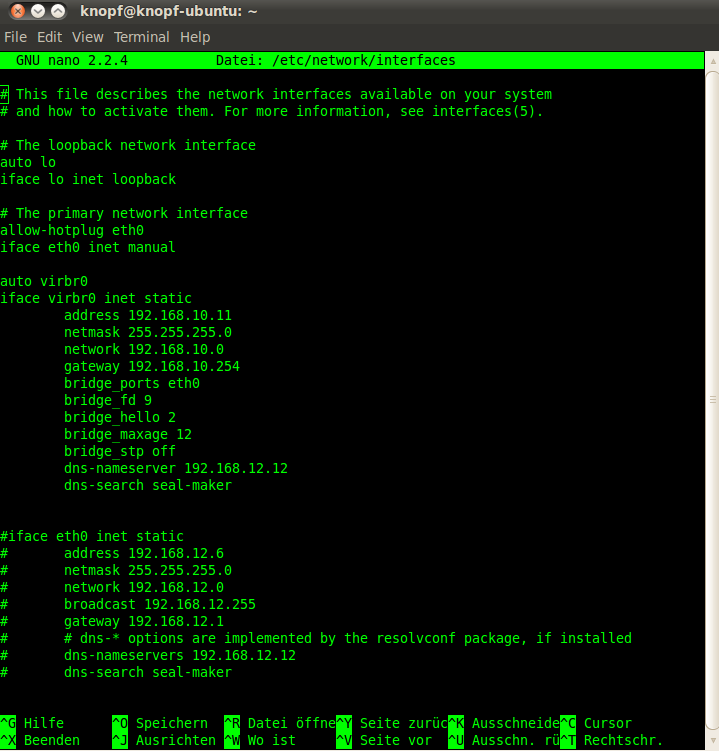 knopf@knopf-ubuntu: ~
File Edit View Terminal Help
GNU nano 2.2.4 Datei: /etc/network/interfaces
# This file describes the network interfaces available on your system
# and how to activate them. For more information, see interfaces(5).
# The loopback network interface
auto lo
iface lo inet loopback
# The primary network interface
allow-hotplug eth0
iface eth0 inet manual
auto virbr0
iface virbr0 inet static
address 192.168.10.11
netmask 255.255.255.0
network 192.168.10.0
gateway 192.168.10.254
bridge_ports eth0
bridge_fd 9
bridge_hello 2
bridge_maxage 12
bridge_stp off
dns-nameserver 192.168.12.12
dns-search seal-maker
#iface eth0 inet static
# address 192.168.12.6
# netmask 255.255.255.0
# network 192.168.12.0
# broadcast 192.168.12.255
# gateway 192.168.12.1
# # dns-* options are implemented by the resolvconf package, if installed
# dns-nameservers 192.168.12.12
# dns-search seal-maker
^G Hilfe ^O Speichern ^R Datei öffne^Y Seite zurüc^K Ausschneide^C Cursor
^X Beenden ^J Ausrichten ^W Wo ist ^V Seite vor ^U Ausschn. rü^T Rechtschr.